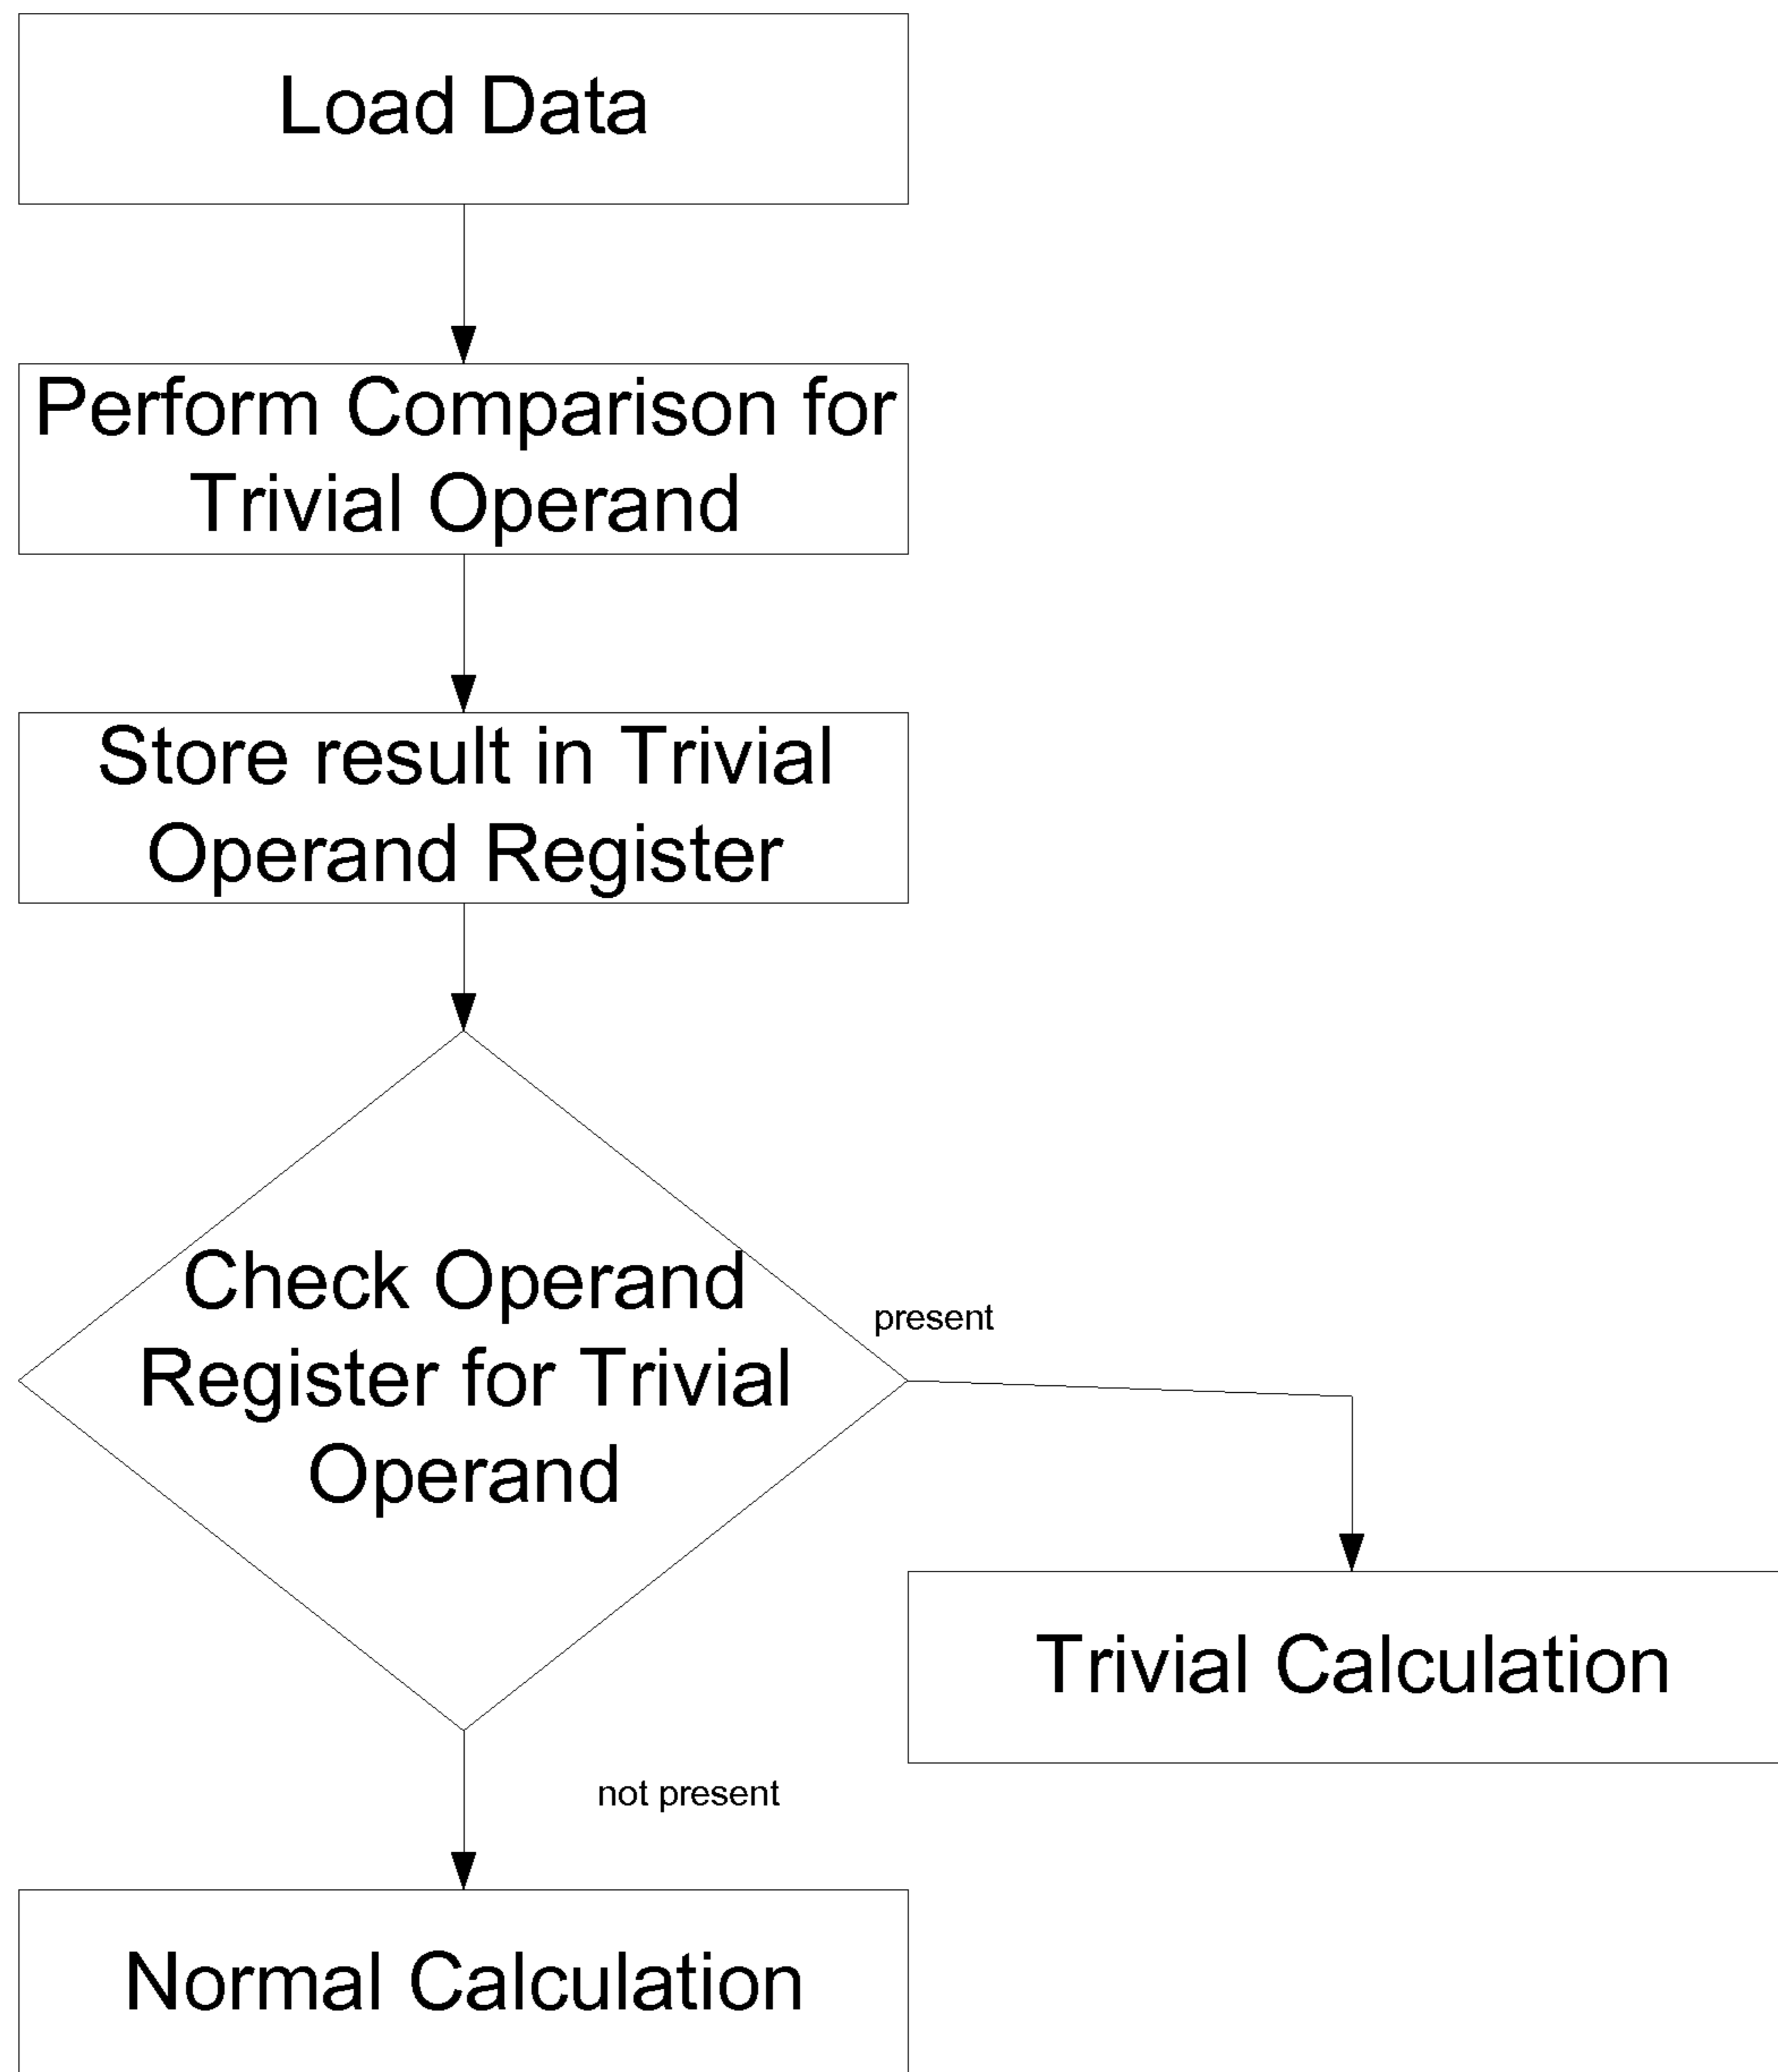 Load Data
Perform Comparison for
Trivial Operand
Store result in Trivial
Operand Register
Check Operand
Register for Trivial
Operand
present
Trivial Calculation
not present
Normal Calculation